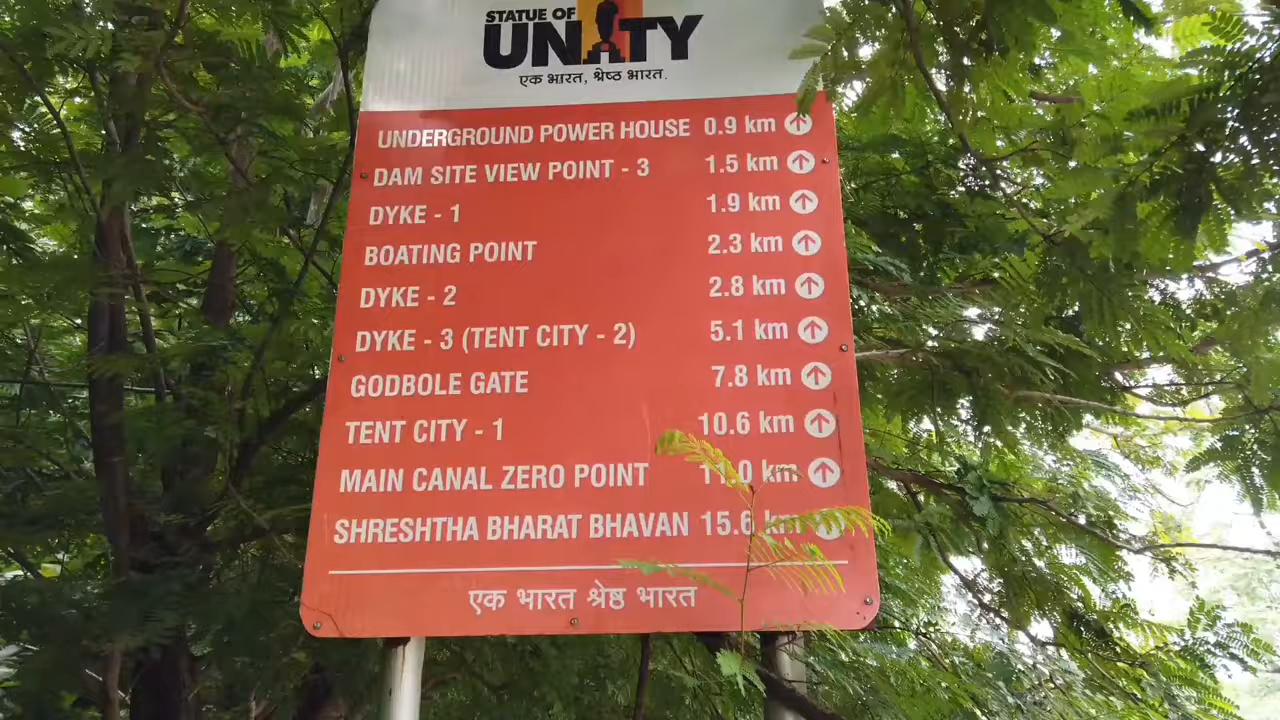 STATUE OF
UNITY
एक भारत, श्रेष्ठ भारत.
UNDERGROUND POWER HOUSE 0.9 km
DAM SITE VIEW POINT - 3 1.5 km
DYKE - 1 1.9 km
BOATING POINT 2.3 km
DYKE - 2 2.8 km
DYKE - 3 (TENT CITY - 2) 5.1 km
GODBOLE GATE 7.8 km
TENT CITY - 1 10.6 km
MAIN CANAL ZERO POINT 11.0 km
SHRESHTHA BHARAT BHAVAN 15.6 km
एक भारत श्रेष्ठ भारत